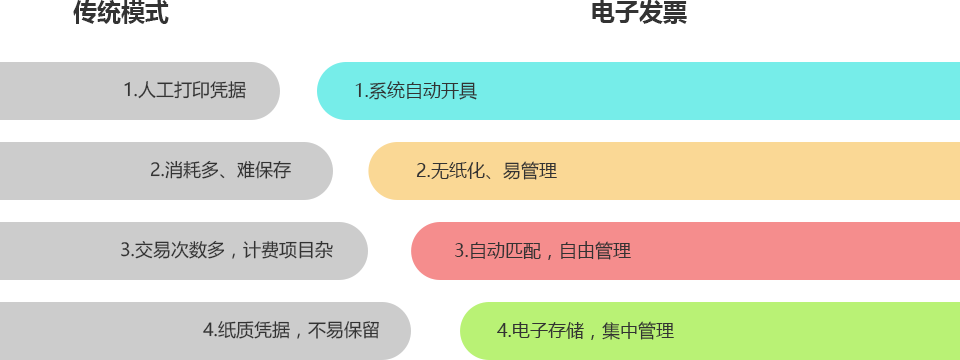 传统模式
电子发票
1.人工打印凭据
1.系统自动开具
2.消耗多、难保存
2.无纸化、易管理
3.交易次数多，计费项目杂
3.自动匹配，自由管理
4.纸质凭据，不易保留
4.电子存储，集中管理